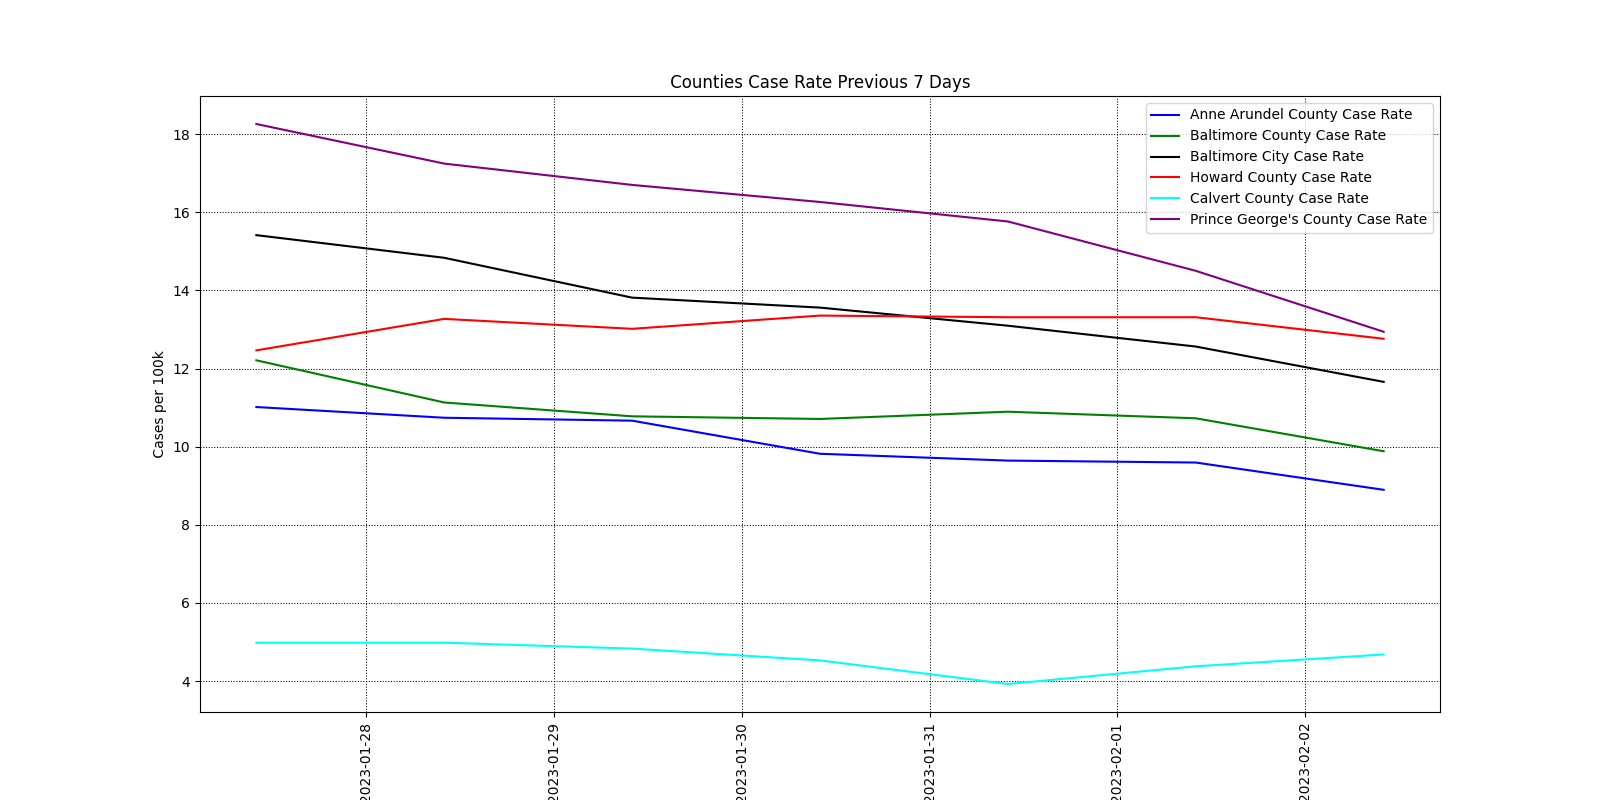 Counties Case Rate Previous 7 Days
Anne Arundel County Case Rate
Baltimore County Case Rate
Baltimore City Case Rate
Howard County Case Rate
Calvert County Case Rate
Prince George's County Case Rate
Cases per 100k
18
16
14
12
10
8
6
4
2023-01-28
2023-01-29
2023-01-30
2023-01-31
2023-02-01
2023-02-02